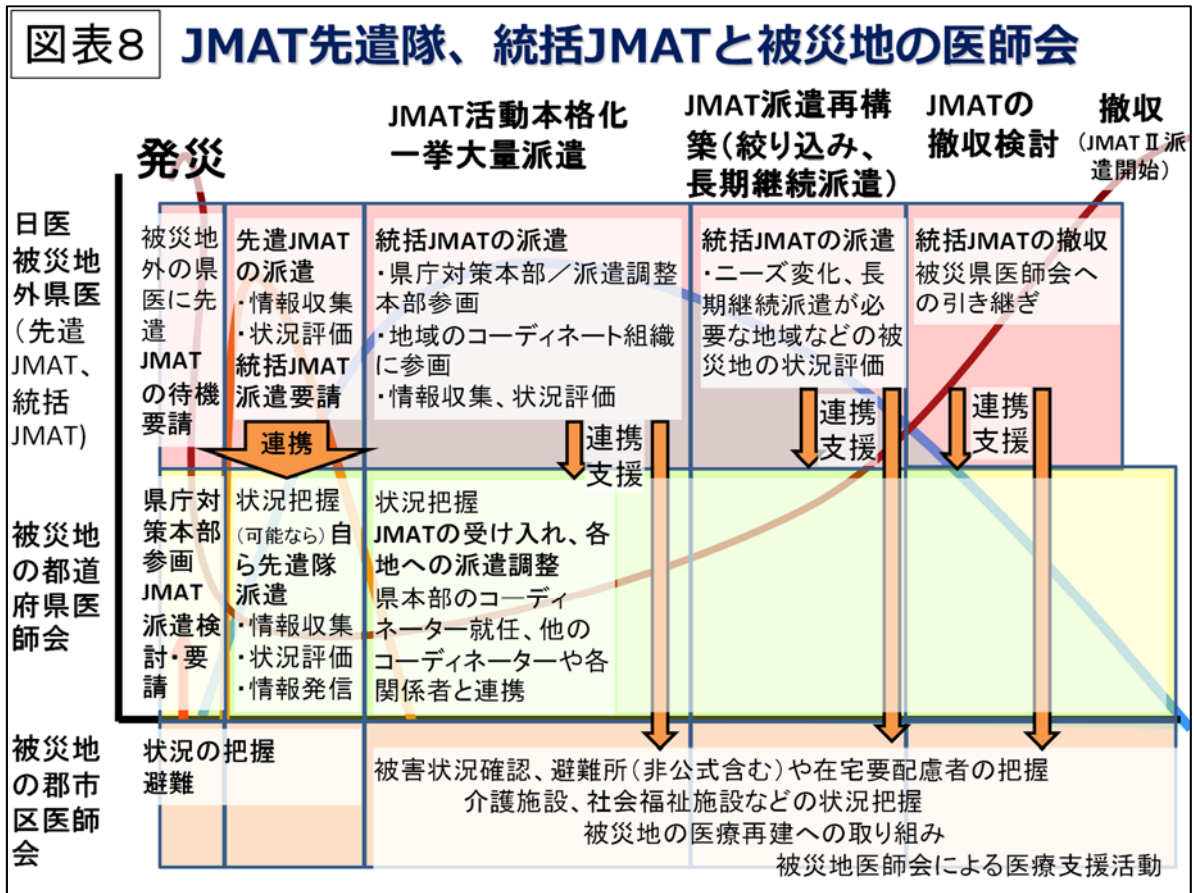 図表8
JMAT先遣隊、統括JMATと被災地の医師会
発災
JMAT活動本格化
一挙大量派遣
JMAT派遣再構
築(絞り込み、
長期継続派遣)
JMATの
撤収検討
撤収
(JMATⅡ派
遣開始)
日医
被災地
外県医
(先遣
JMAT、
統括
JMAT)
被災地
外の県
医に先
遣
JMAT
の待機
要請
先遣JMAT
の派遣
・情報収集
・状況評価
統括JMAT
派遣要請
連携
統括JMATの派遣
・県庁対策本部/派遣調整
本部参画
・地域のコーディネート組織
に参画
・情報収集、状況評価
連携
支援
統括JMATの派遣
・ニーズ変化、長
期継続派遣が必
要な地域などの被
災地の状況評価
連携
支援
統括JMATの撤収
被災県医師会へ
の引き継ぎ
連携
支援
被災地
の都道
府県医
師会
県庁対
策本部
参画
JMAT
派遣検
討・要
請
状況把握
(可能なら)自
ら先遣隊
派遣
・情報収集
・状況評価
・情報発信
状況把握
JMATの受け入れ、各
地への派遣調整
県本部のコーディ
ネーター就任、他の
コーディネーターや各
関係者と連携
被災地
の郡市
区医師
会
状況の把握
避難
被害状況確認、避難所(非公式含む)や在宅要配慮者の把握
介護施設、社会福祉施設などの状況把握
被災地の医療再建への取り組み
被災地医師会による医療支援活動